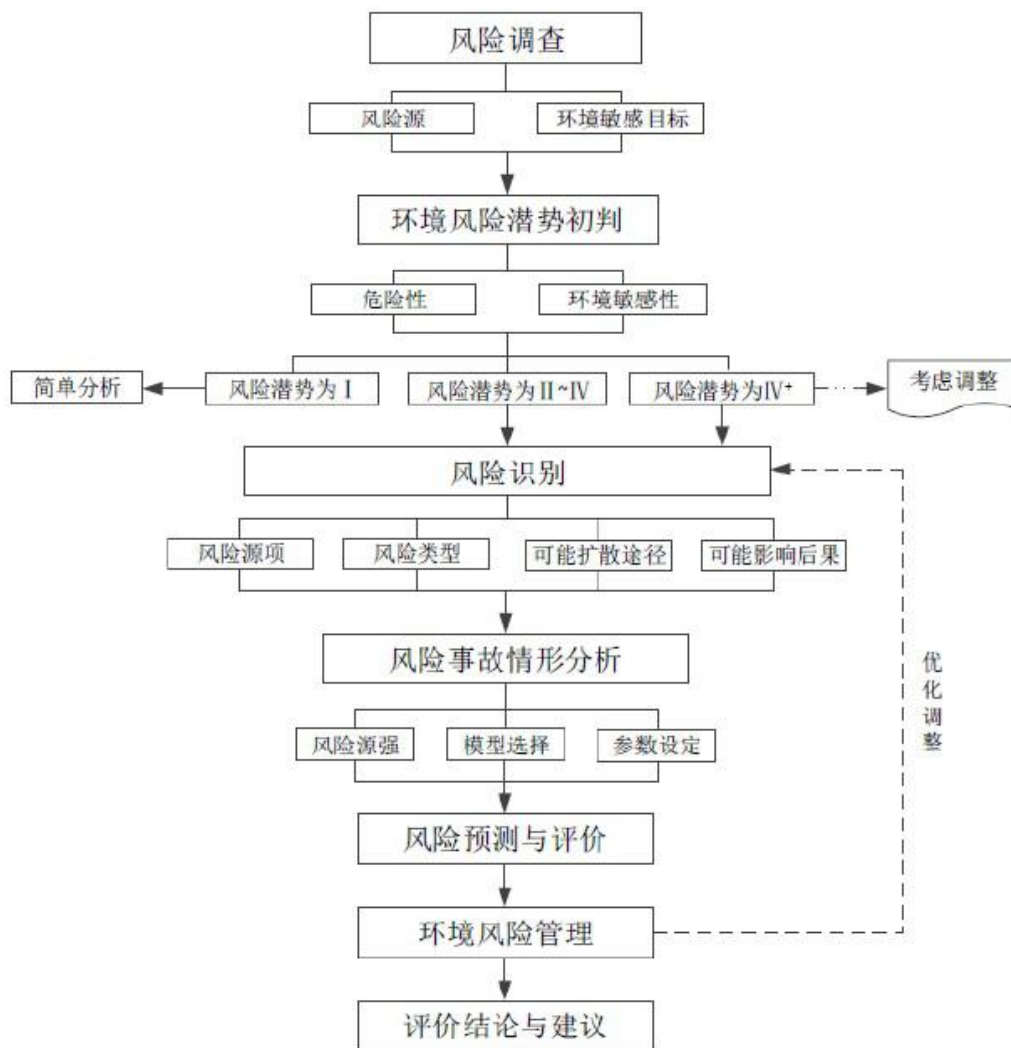 风险调查
风险源
环境敏感目标
环境风险潜势初判
危险性
环境敏感性
简单分析
风险潜势为Ⅰ
风险潜势为Ⅱ~Ⅳ
风险潜势为Ⅳ⁺
考虑调整
风险识别
风险源项
风险类型
可能扩散途径
可能影响后果
风险事故情形分析
优化调整
风险源强
模型选择
参数设定
风险预测与评价
环境风险管理
评价结论与建议